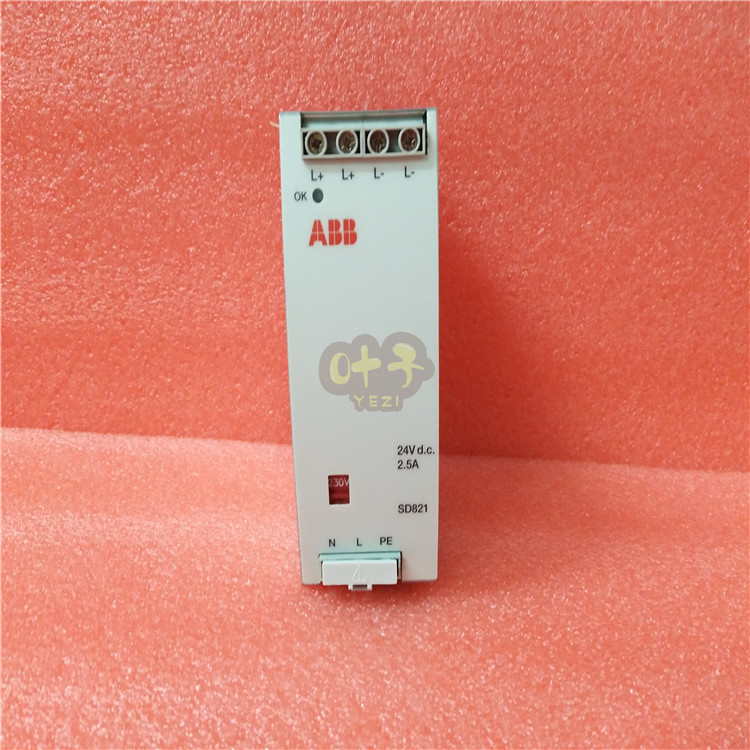 L+ L+ L- L-
OK
ABB
叶子
YEZI
24V d.c.
2.5A
230V
SD821
N L PE